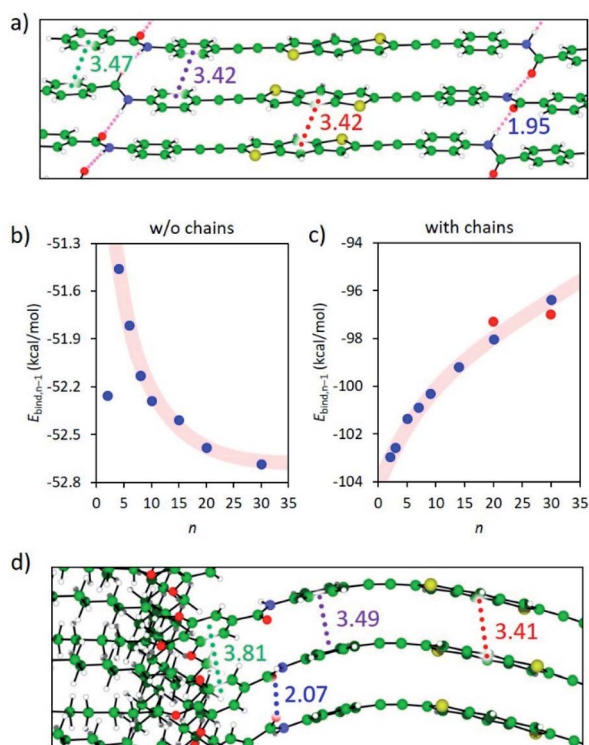 a)
3.47
3.42
3.42
1.95
b)
w/o chains
-51.3
-51.6
-51.9
-52.2
-52.5
-52.8
E_bind,n−1 (kcal/mol)
0 5 10 15 20 25 30 35
n
c)
with chains
-94
-96
-98
-100
-102
-104
E_bind,n−1 (kcal/mol)
0 5 10 15 20 25 30 35
n
d)
3.81
3.49
3.41
2.07